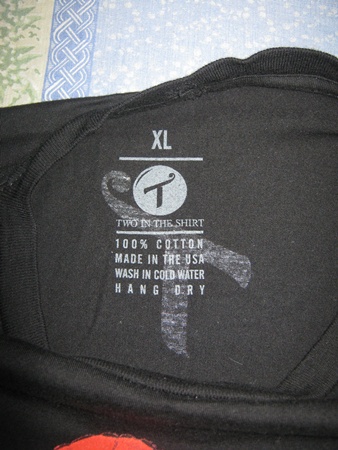 XL
T
TWO IN THE SHIRT
100% COTTON
MADE IN THE USA
WASH IN COLD WATER
HANG DRY